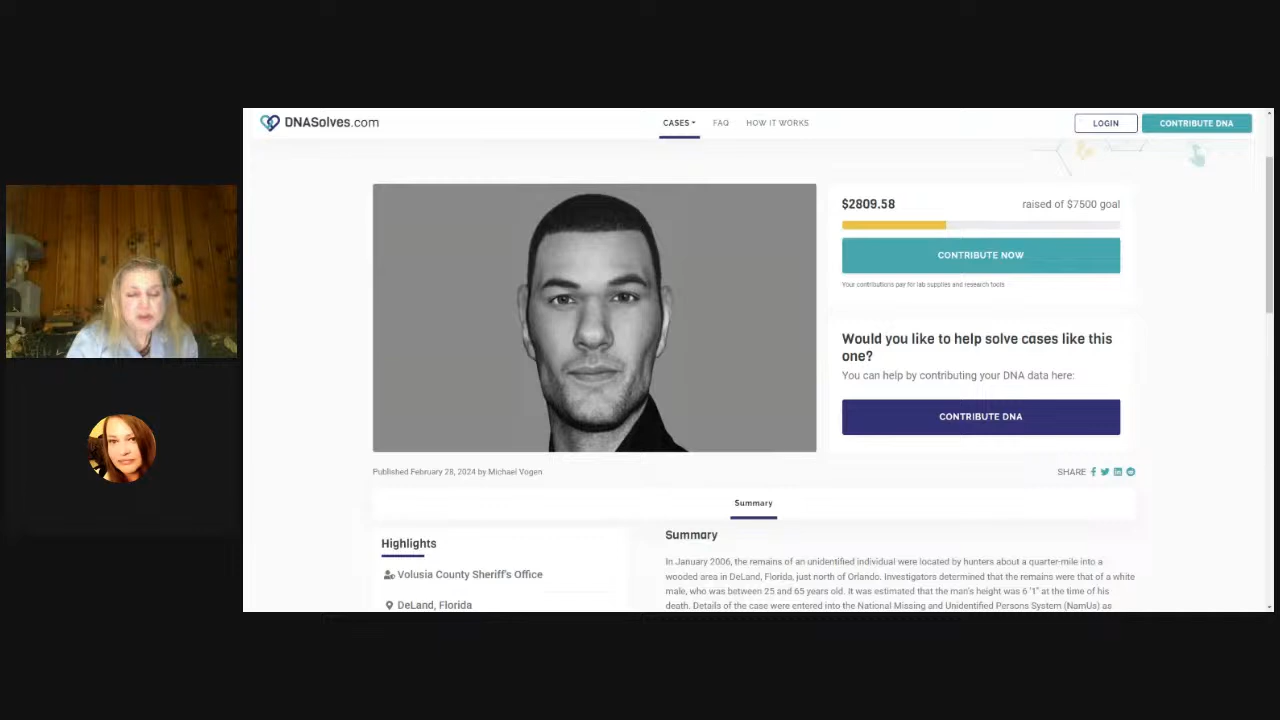 DNASolves.com
CASES
FAQ
HOW IT WORKS
LOGIN
CONTRIBUTE DNA
$2809.58
raised of $7500 goal
CONTRIBUTE NOW
Your contributions pay for lab supplies and research tools
Would you like to help solve cases like this
one?
You can help by contributing your DNA data here:
CONTRIBUTE DNA
Published February 28, 2024 by Michael Vogen
SHARE
Summary
Highlights
Volusia County Sheriff's Office
DeLand, Florida
Summary
In January 2006, the remains of an unidentified individual were located by hunters about a quarter-mile into a
wooded area in DeLand, Florida, just north of Orlando. Investigators determined that the remains were that of a white
male, who was between 25 and 65 years old. It was estimated that the man's height was 6 '1" at the time of his
death. Details of the case were entered into the National Missing and Unidentified Persons System (NamUs) as